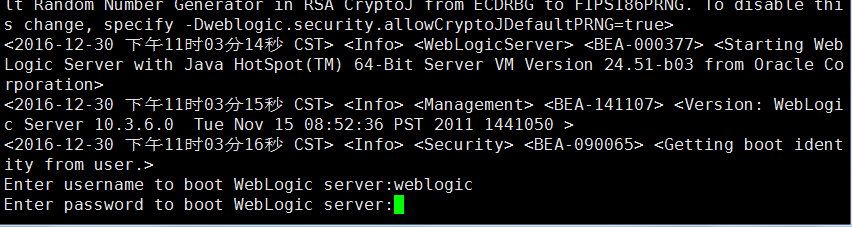 lt Random Number Generator in RSA CryptoJ from ECDRBG to FIPS186PRNG. To disable thi
s change, specify -Dweblogic.security.allowCryptoJDefaultPRNG=true>
<2016-12-30 下午11时03分14秒 CST> <Info> <WebLogicServer> <BEA-000377> <Starting Web
Logic Server with Java HotSpot(TM) 64-Bit Server VM Version 24.51-b03 from Oracle Co
rporation>
<2016-12-30 下午11时03分15秒 CST> <Info> <Management> <BEA-141107> <Version: WebLogi
c Server 10.3.6.0  Tue Nov 15 08:52:36 PST 2011 1441050 >
<2016-12-30 下午11时03分16秒 CST> <Info> <Security> <BEA-090065> <Getting boot ident
ity from user.>
Enter username to boot WebLogic server:weblogic
Enter password to boot WebLogic server: